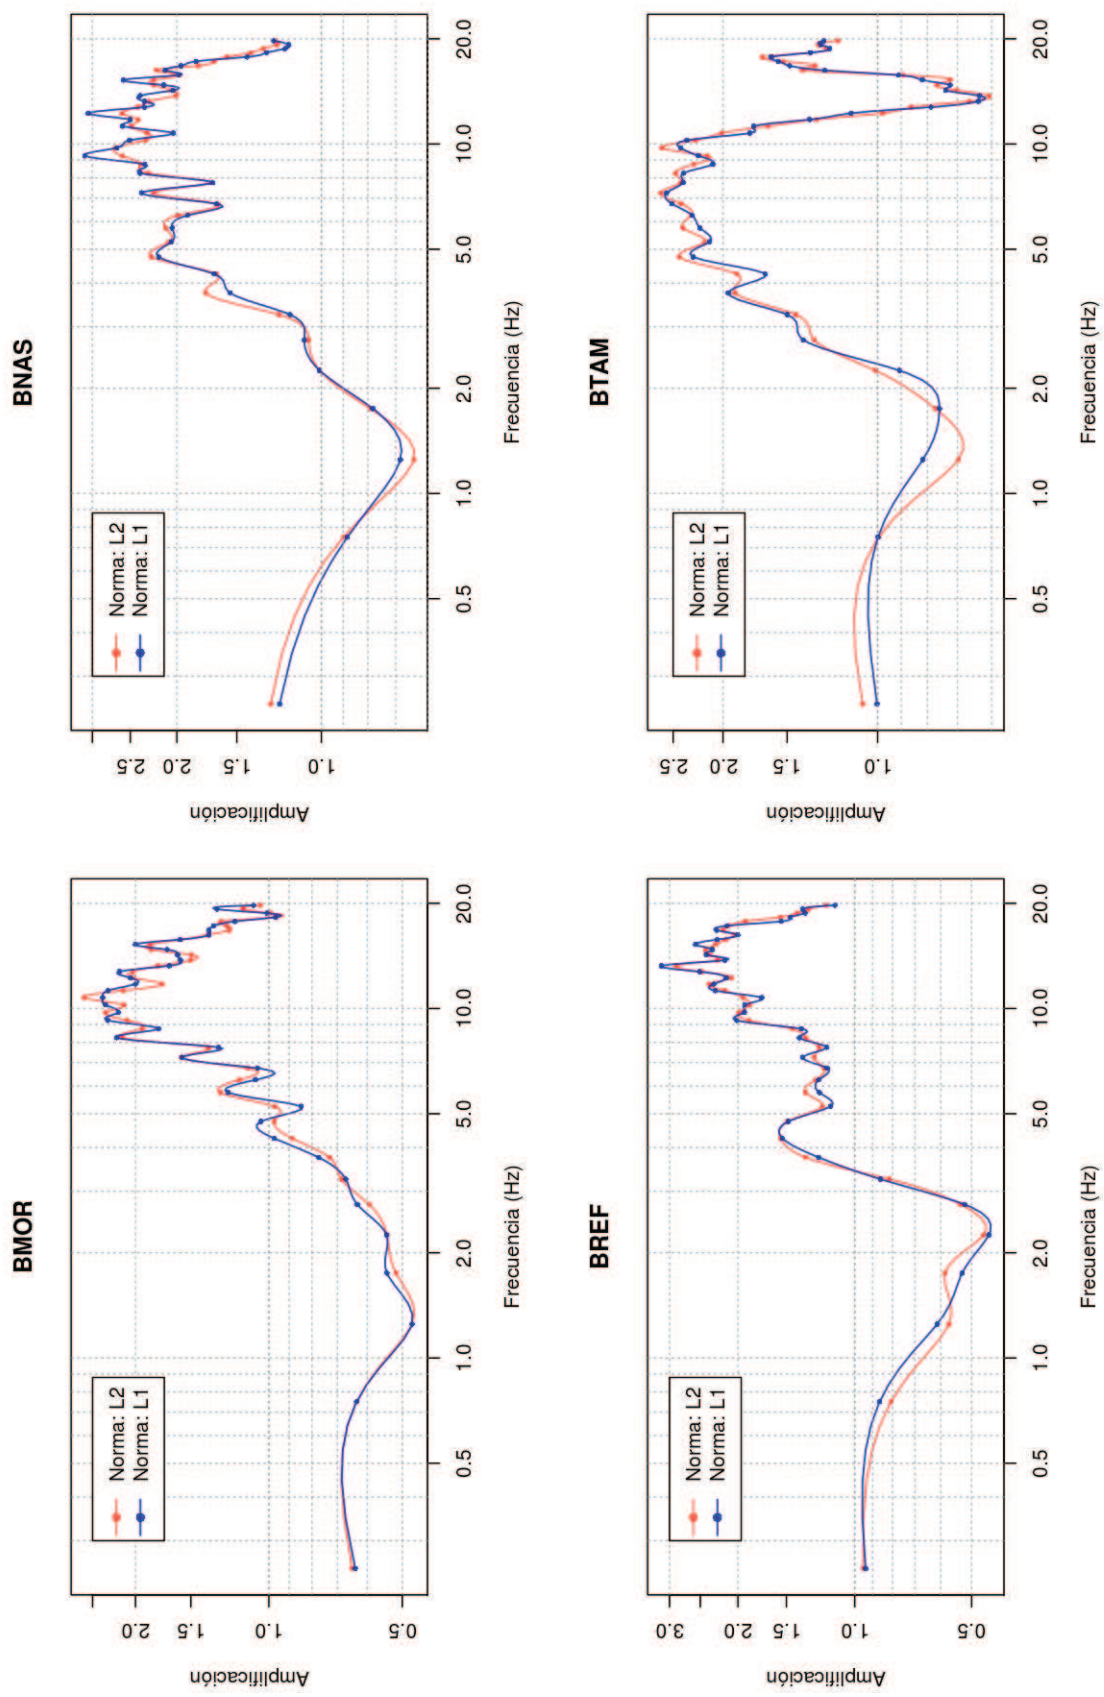 BMOR
Norma: L2
Norma: L1
Amplificación
2.0
1.5
1.0
0.5
0.5 1.0 2.0 5.0 10.0 20.0
Frecuencia (Hz)
BNAS
Norma: L2
Norma: L1
Amplificación
2.5
2.0
1.5
1.0
0.5 1.0 2.0 5.0 10.0 20.0
Frecuencia (Hz)
BREF
Norma: L2
Norma: L1
Amplificación
3.0
2.0
1.5
1.0
0.5
0.5 1.0 2.0 5.0 10.0 20.0
Frecuencia (Hz)
BTAM
Norma: L2
Norma: L1
Amplificación
2.5
2.0
1.5
1.0
0.5 1.0 2.0 5.0 10.0 20.0
Frecuencia (Hz)